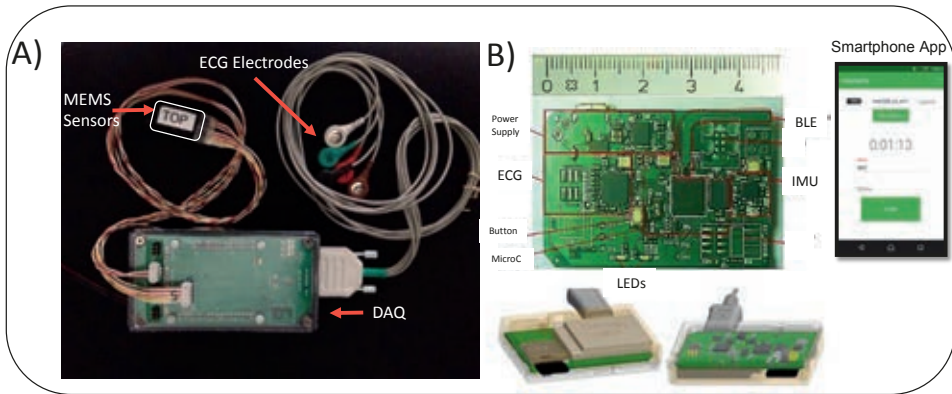 A)
ECG Electrodes
MEMS
Sensors
TOP
DAQ
B)
0 1 2 3 4
Power
Supply
ECG
Button
MicroC
BLE
IMU
LEDs
Smartphone App
0:01:13